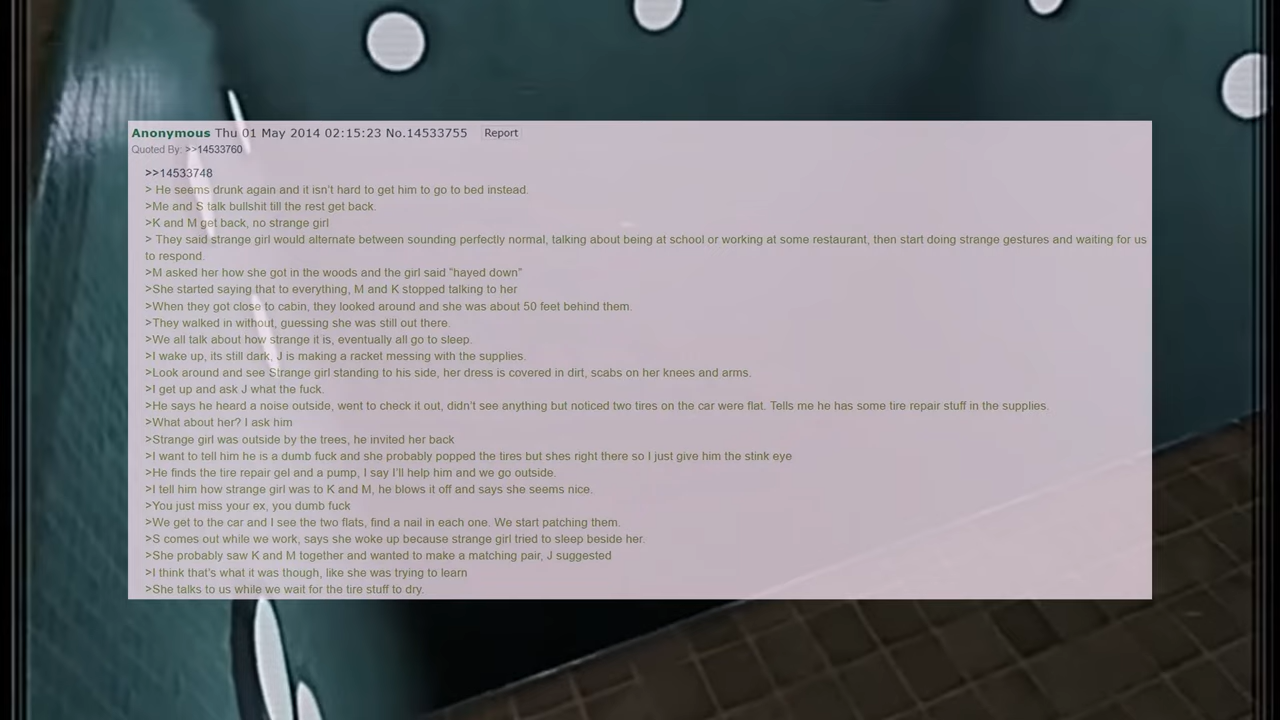 Anonymous Thu 01 May 2014 02:15:23 No.14533755 Report
Quoted By: >>14533760
>>14533748
> He seems drunk again and it isn't hard to get him to go to bed instead.
>Me and S talk bullshit till the rest get back.
>K and M get back, no strange girl
> They said strange girl would alternate between sounding perfectly normal, talking about being at school or working at some restaurant, then start doing strange gestures and waiting for us
to respond.
>M asked her how she got in the woods and the girl said "hayed down"
>She started saying that to everything, M and K stopped talking to her
>When they got close to cabin, they looked around and she was about 50 feet behind them.
>They walked in without, guessing she was still out there.
>We all talk about how strange it is, eventually all go to sleep.
>I wake up, its still dark, J is making a racket messing with the supplies.
>Look around and see Strange girl standing to his side, her dress is covered in dirt, scabs on her knees and arms.
>I get up and ask J what the fuck.
>He says he heard a noise outside, went to check it out, didn't see anything but noticed two tires on the car were flat. Tells me he has some tire repair stuff in the supplies.
>What about her? I ask him
>Strange girl was outside by the trees, he invited her back
>I want to tell him he is a dumb fuck and she probably popped the tires but shes right there so I just give him the stink eye
>He finds the tire repair gel and a pump, I say I'll help him and we go outside.
>I tell him how strange girl was to K and M, he blows it off and says she seems nice.
>You just miss your ex, you dumb fuck
>We get to the car and I see the two flats, find a nail in each one. We start patching them.
>S comes out while we work, says she woke up because strange girl tried to sleep beside her.
>She probably saw K and M together and wanted to make a matching pair, J suggested
>I think that's what it was though, like she was trying to learn
>She talks to us while we wait for the tire stuff to dry.